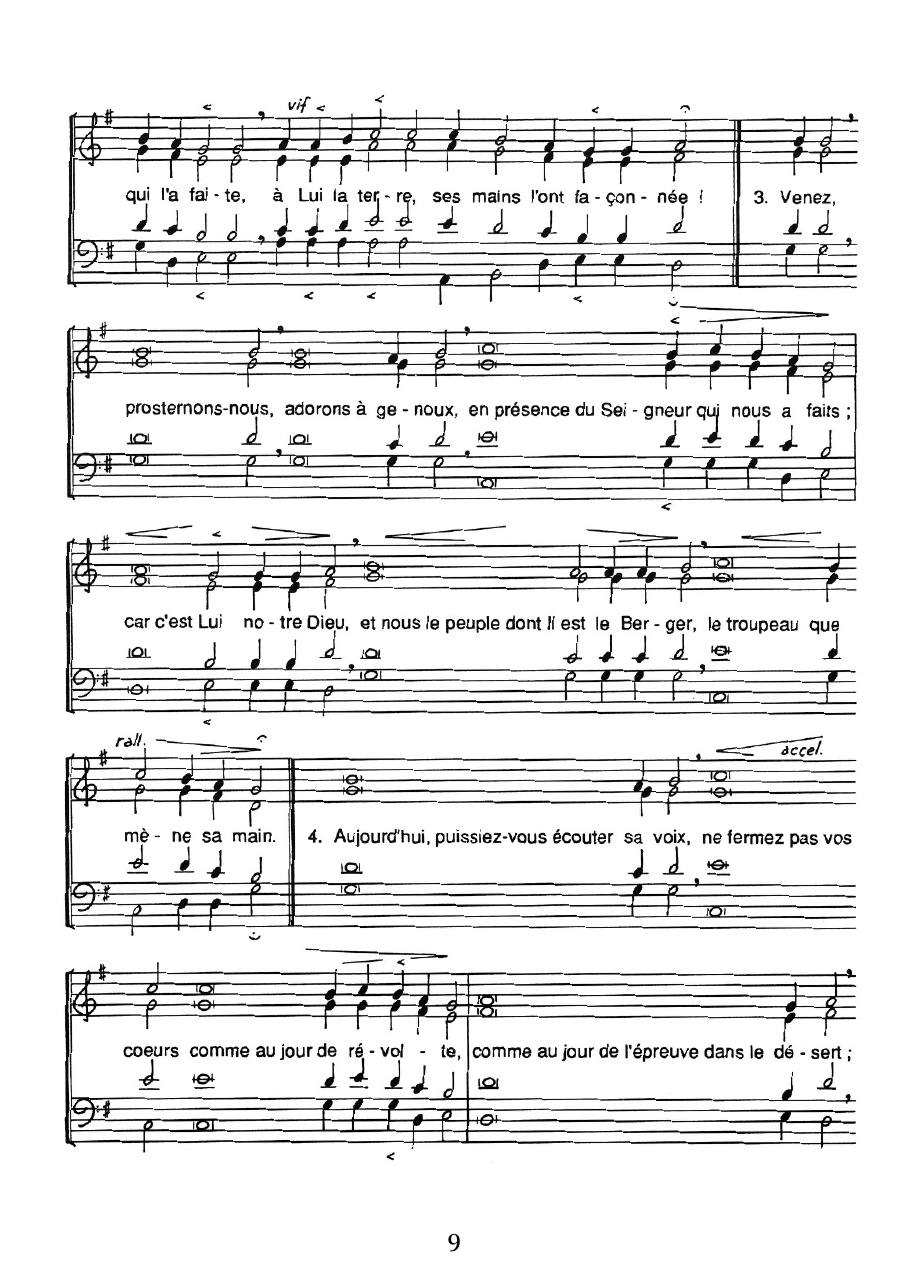 vif
qui l'a fai-te, à Lui la ter-re, ses mains l'ont fa-çon-née ! 3. Venez,
prosternons-nous, adorons à ge-noux, en présence du Sei-gneur qui nous a faits ;
car c'est Lui no-tre Dieu, et nous le peuple dont Il est le Ber-ger, le troupeau que
rall. accel.
mè-ne sa main. 4. Aujourd'hui, puissiez-vous écouter sa voix, ne fermez pas vos
coeurs comme au jour de ré-vol-te, comme au jour de l'épreuve dans le dé-sert ;
9